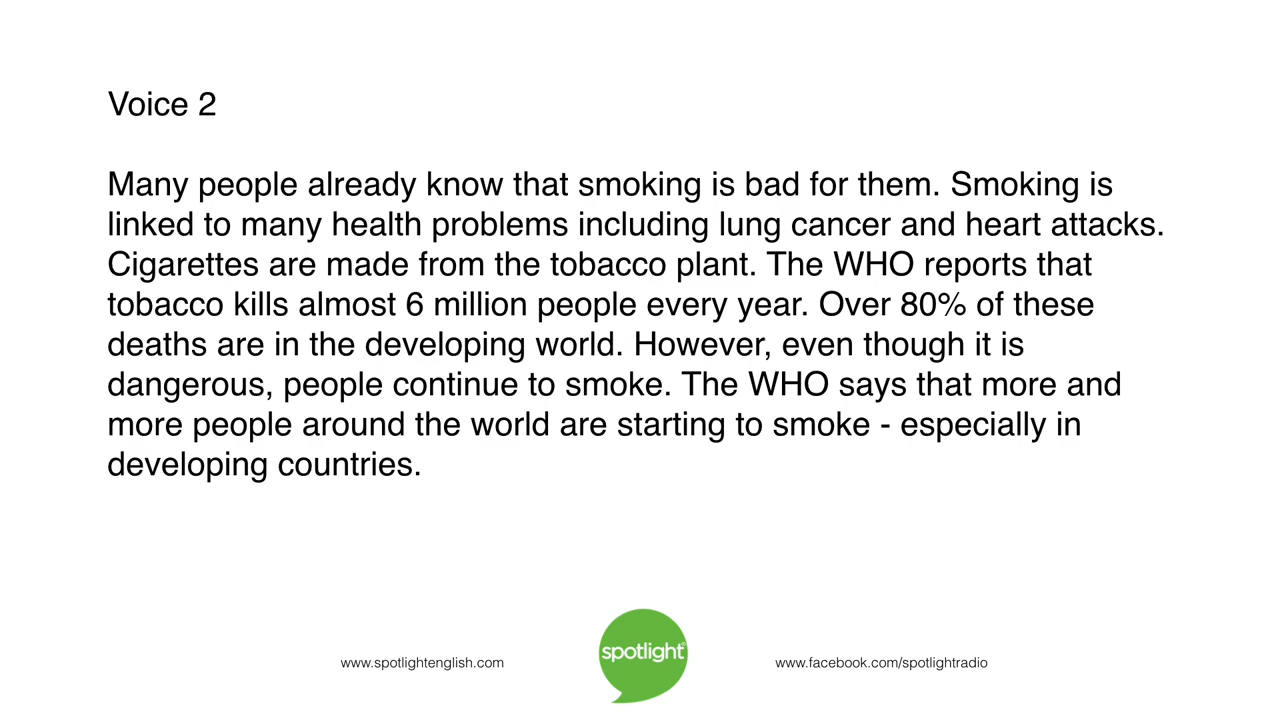 Voice 2
Many people already know that smoking is bad for them. Smoking is
linked to many health problems including lung cancer and heart attacks.
Cigarettes are made from the tobacco plant. The WHO reports that
tobacco kills almost 6 million people every year. Over 80% of these
deaths are in the developing world. However, even though it is
dangerous, people continue to smoke. The WHO says that more and
more people around the world are starting to smoke - especially in
developing countries.
www.spotlightenglish.com
spotlight®
www.facebook.com/spotlightradio